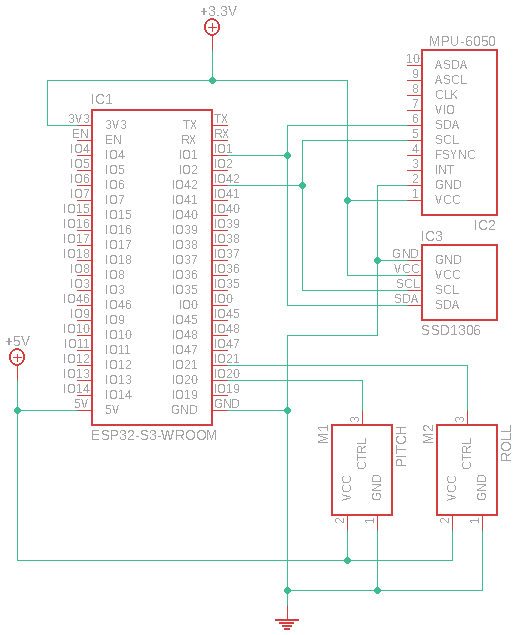 +3.3V
MPU-6050
10 ASDA
9 ASCL
8 CLK
7 VIO
6 SDA
5 SCL
4 FSYNC
3 INT
2 GND
1 VCC
IC2
IC1
3V3 3V3 TX TX
EN EN RX RX
IO4 IO4 IO1 IO1
IO5 IO5 IO2 IO2
IO6 IO6 IO42 IO42
IO7 IO7 IO41 IO41
IO15 IO15 IO40 IO40
IO16 IO16 IO39 IO39
IO17 IO17 IO38 IO38
IO18 IO18 IO37 IO37
IO8 IO8 IO36 IO36
IO3 IO3 IO35 IO35
IO46 IO46 IO0 IO0
IO9 IO9 IO45 IO45
IO10 IO10 IO48 IO48
IO11 IO11 IO47 IO47
IO12 IO12 IO21 IO21
IO13 IO13 IO20 IO20
IO14 IO14 IO19 IO19
5V 5V GND GND
ESP32-S3-WROOM
IC3
GND GND
VCC VCC
SCL SCL
SDA SDA
SSD1306
+5V
M1
3
CTRL
VCC
GND
2
1
PITCH
M2
3
CTRL
VCC
GND
2
1
ROLL